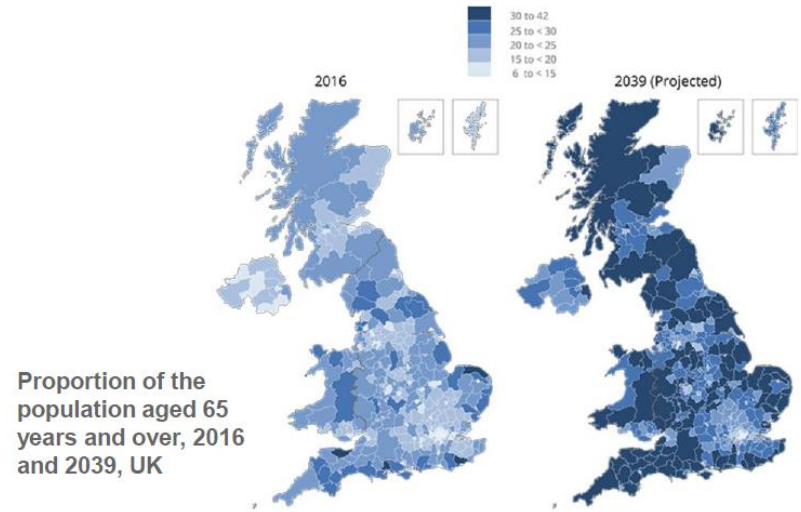 30 to 42
25 to < 30
20 to < 25
15 to < 20
6 to < 15
2016
2039 (Projected)
Proportion of the
population aged 65
years and over, 2016
and 2039, UK